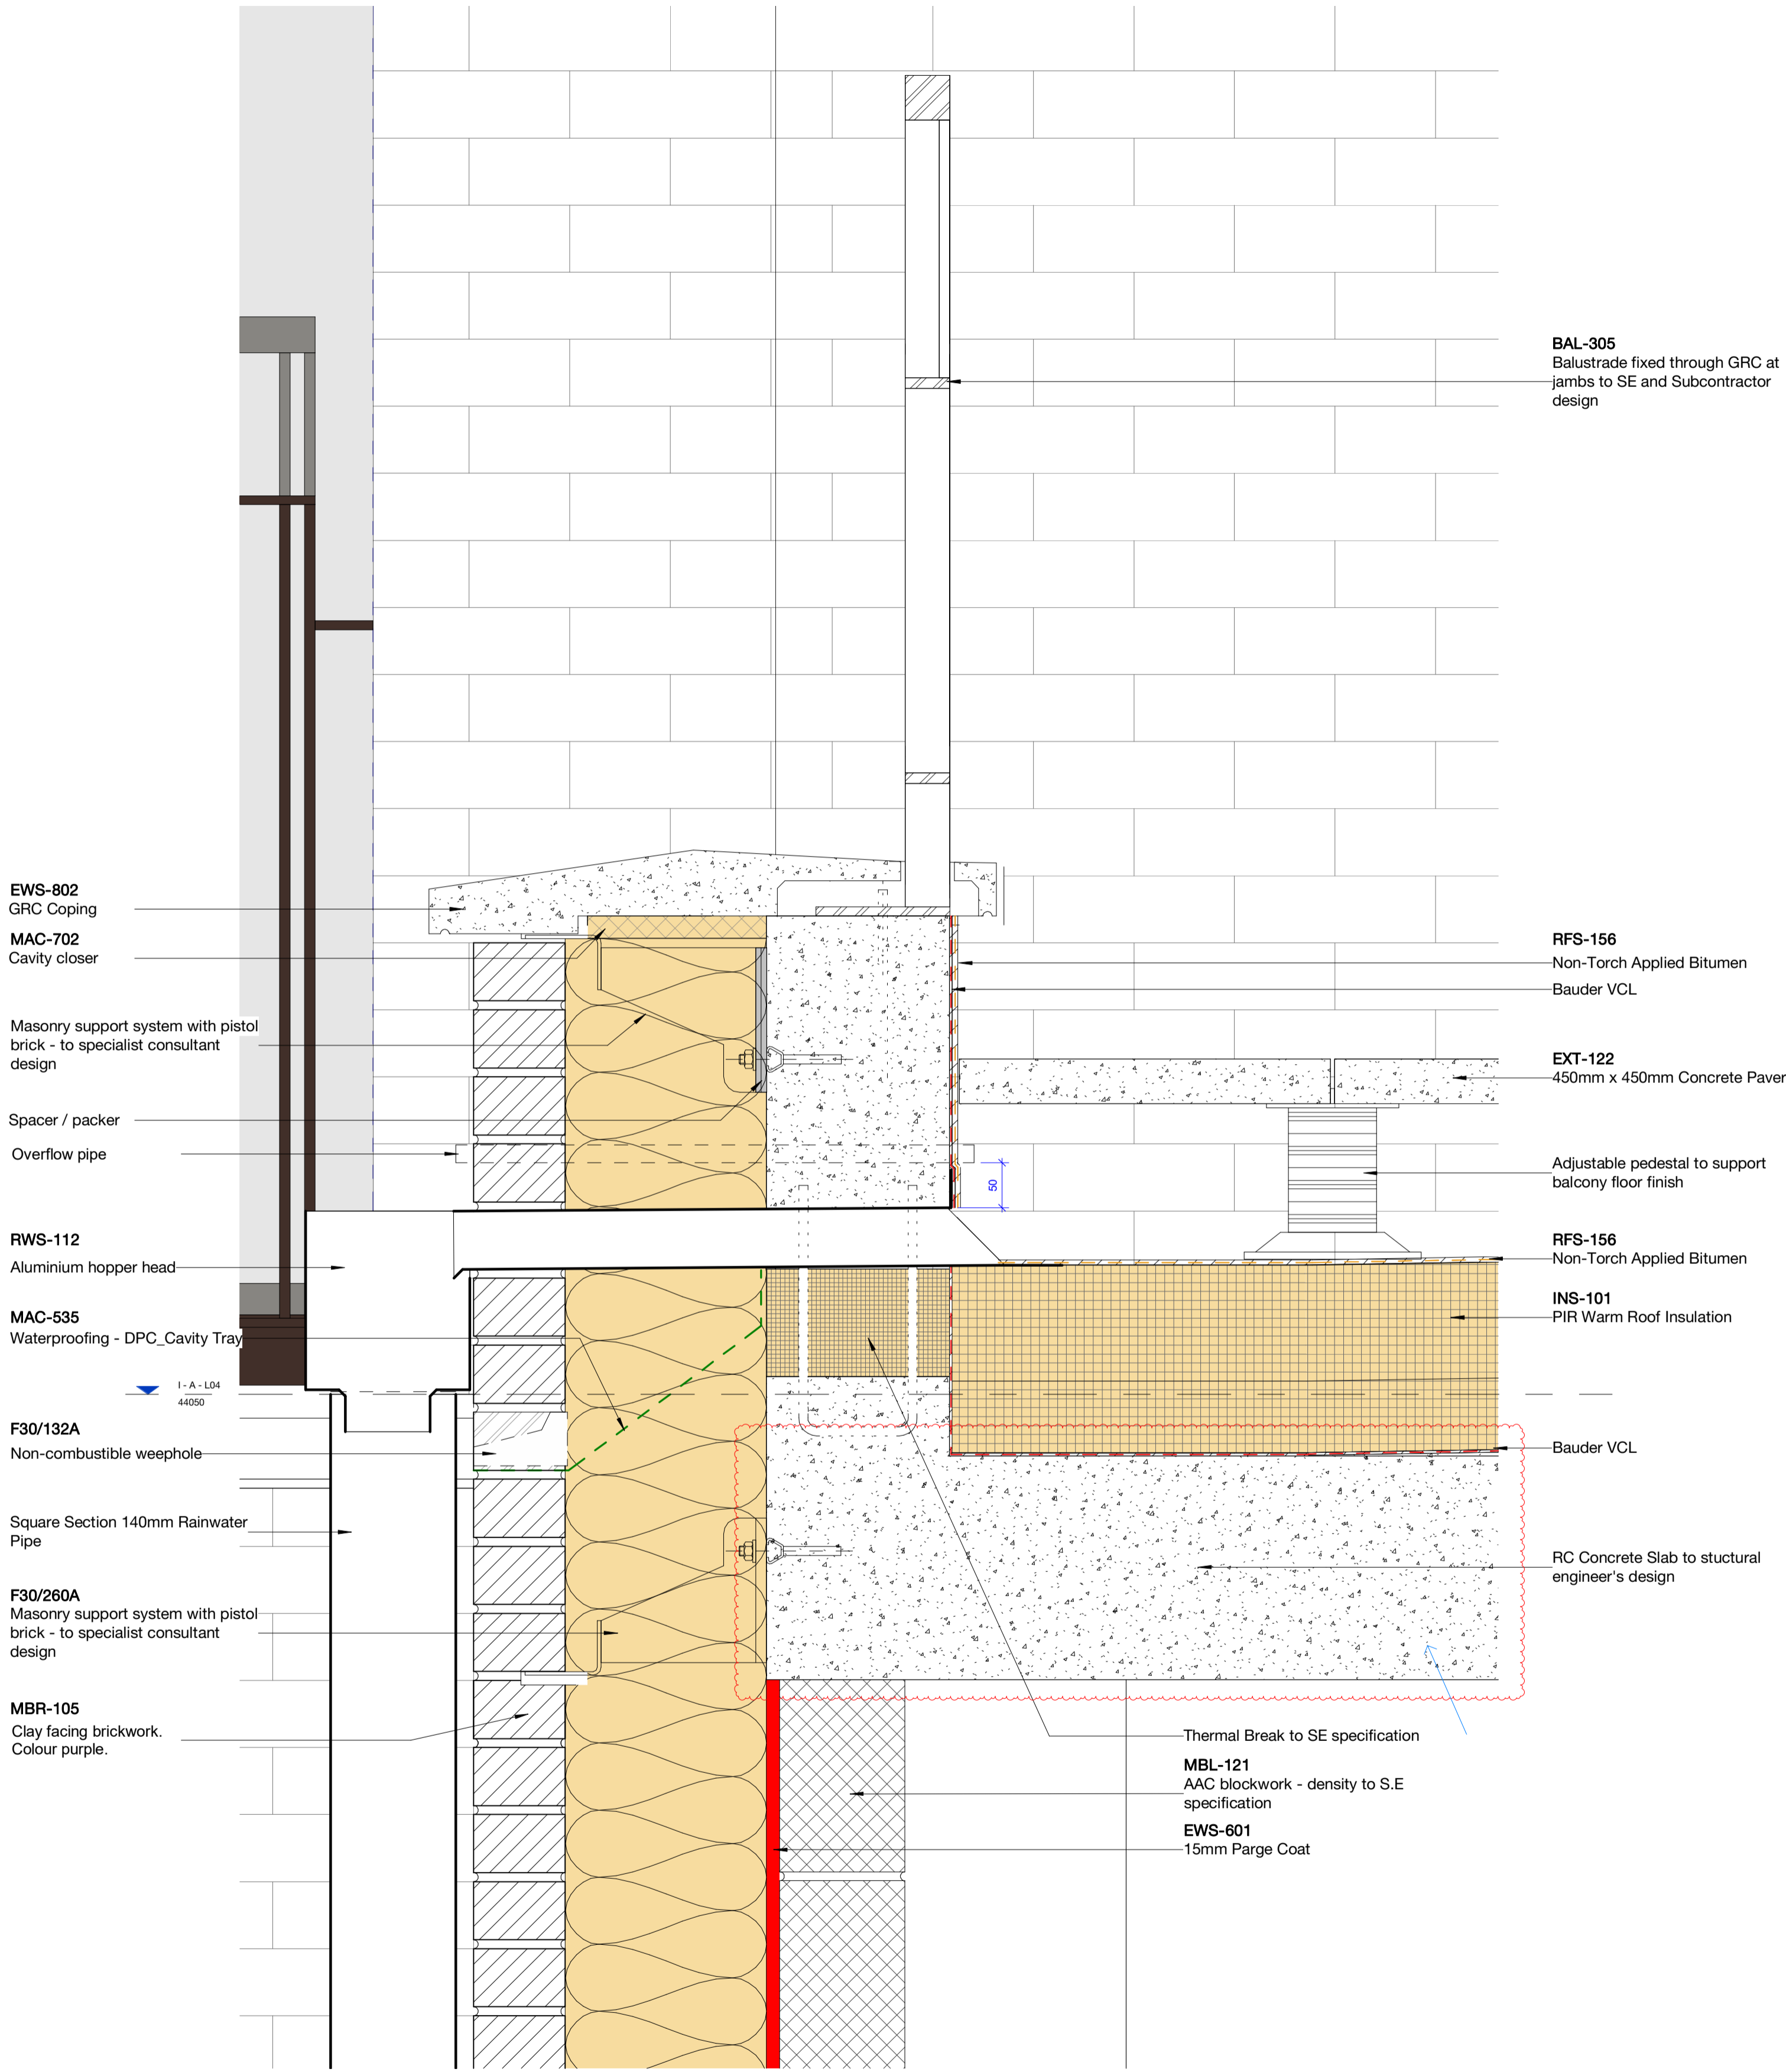 EWS-802
GRC Coping
MAC-702
Cavity closer
Masonry support system with pistol
brick - to specialist consultant
design
Spacer / packer
Overflow pipe
RWS-112
Aluminium hopper head
MAC-535
Waterproofing - DPC_Cavity Tray
I - A - L04
44050
F30/132A
Non-combustible weephole
Square Section 140mm Rainwater
Pipe
F30/260A
Masonry support system with pistol
brick - to specialist consultant
design
MBR-105
Clay facing brickwork.
Colour purple.
50
BAL-305
Balustrade fixed through GRC at
jambs to SE and Subcontractor
design
RFS-156
Non-Torch Applied Bitumen
Bauder VCL
EXT-122
450mm x 450mm Concrete Paver
Adjustable pedestal to support
balcony floor finish
RFS-156
Non-Torch Applied Bitumen
INS-101
PIR Warm Roof Insulation
Bauder VCL
RC Concrete Slab to stuctural
engineer's design
Thermal Break to SE specification
MBL-121
AAC blockwork - density to S.E
specification
EWS-601
15mm Parge Coat